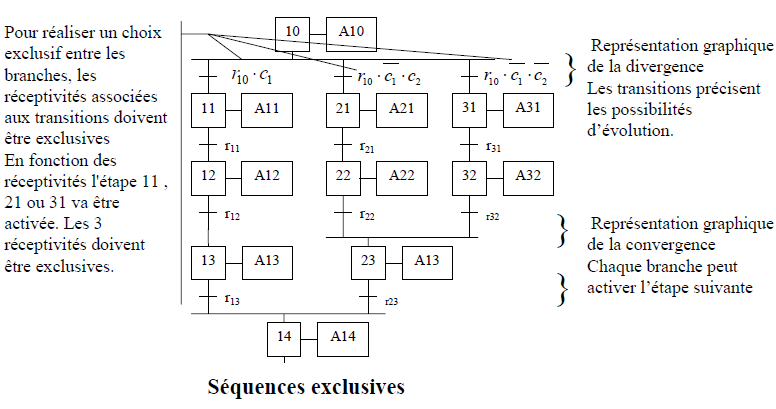 Pour réaliser un choix
exclusif entre les
branches, les
réceptivités associées
aux transitions doivent
être exclusives
En fonction des
réceptivités l'étape 11 ,
21 ou 31 va être
activée. Les 3
réceptivités doivent
être exclusives.
10 A10
r10 · c1 r10 · c̅1 · c2 r10 · c̅1 · c̅2
11 A11 21 A21 31 A31
r11 r21 r31
12 A12 22 A22 32 A32
r12 r22 r32
13 A13 23 A13
r13 r23
14 A14
Représentation graphique
de la divergence
Les transitions précisent
les possibilités
d’évolution.
Représentation graphique
de la convergence
Chaque branche peut
activer l’étape suivante
Séquences exclusives